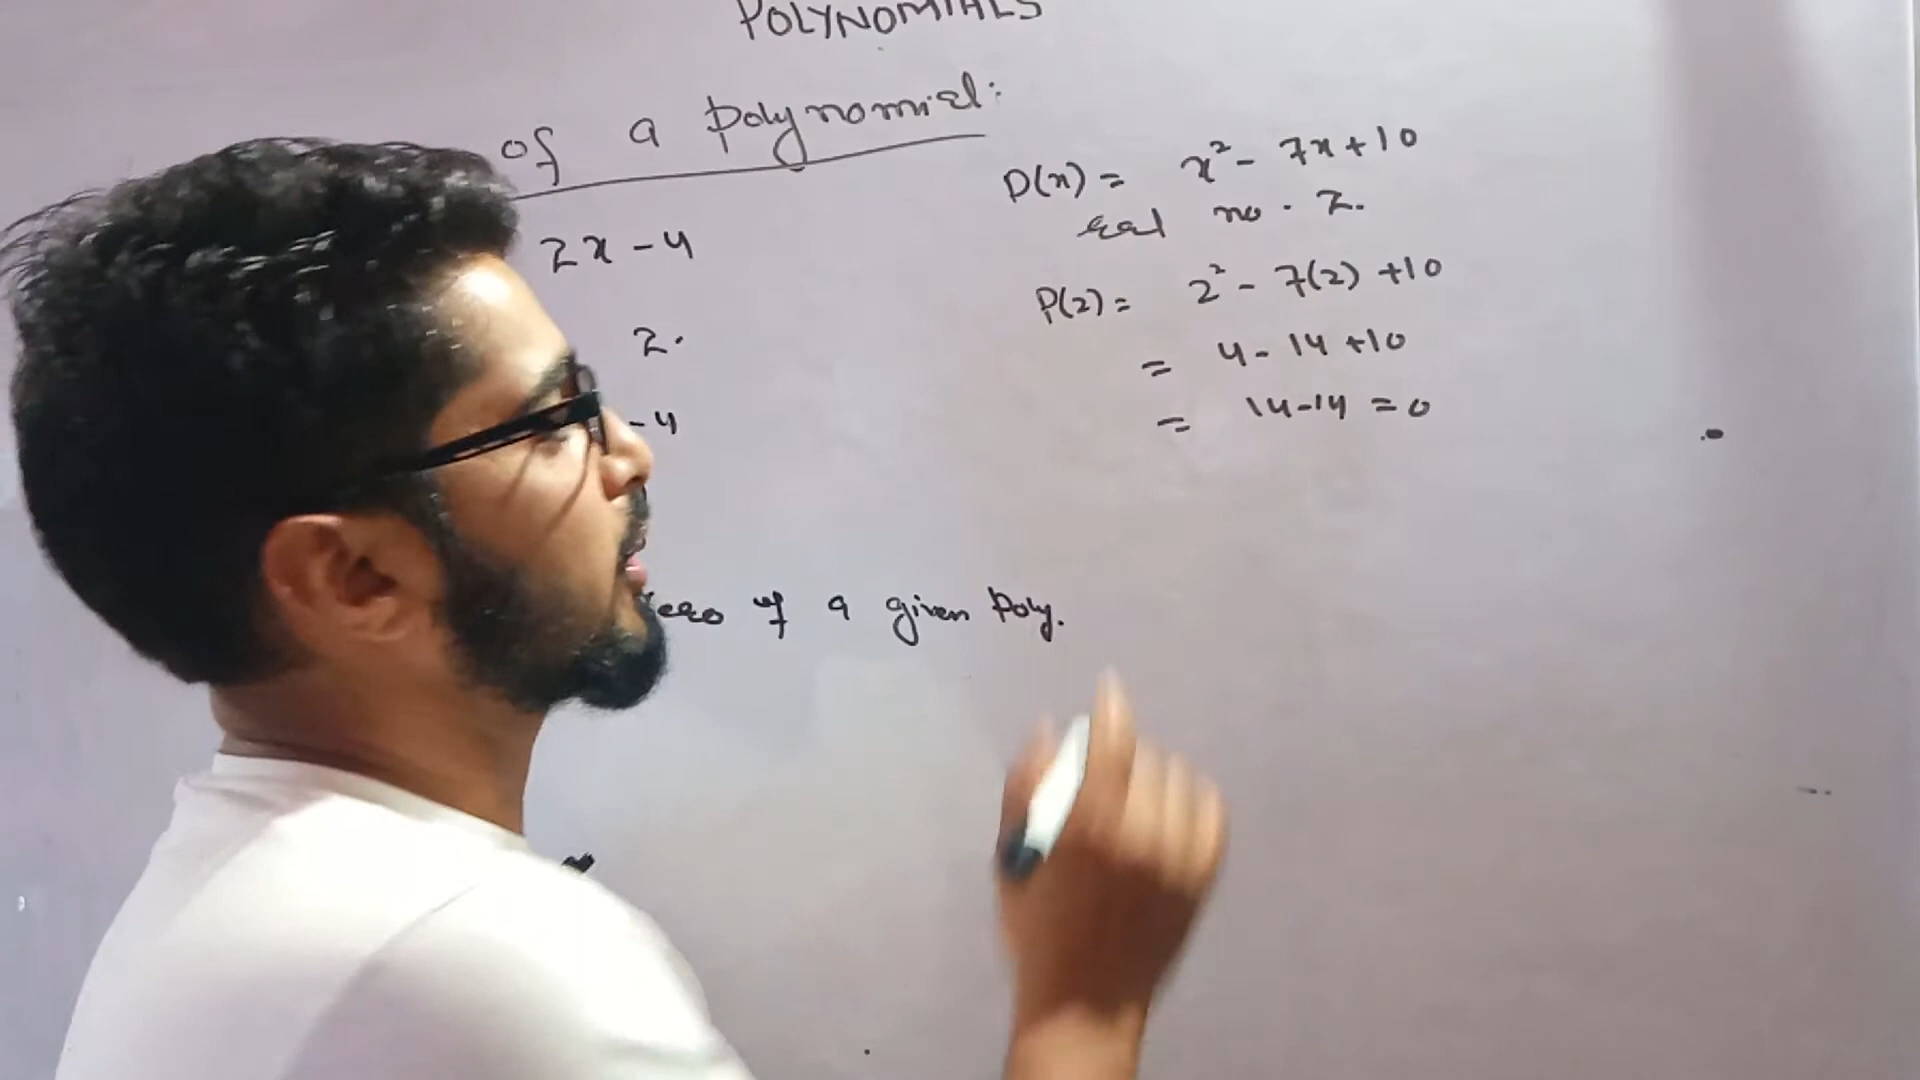 POLYNOMIALS
of a polynomial:
2x - 4
2.
- 4
zero of a given Poly.
P(x) = x² - 7x + 10
real no. 2.
P(2) = 2² - 7(2) + 10
= 4 - 14 + 10
= 14 - 14 = 0